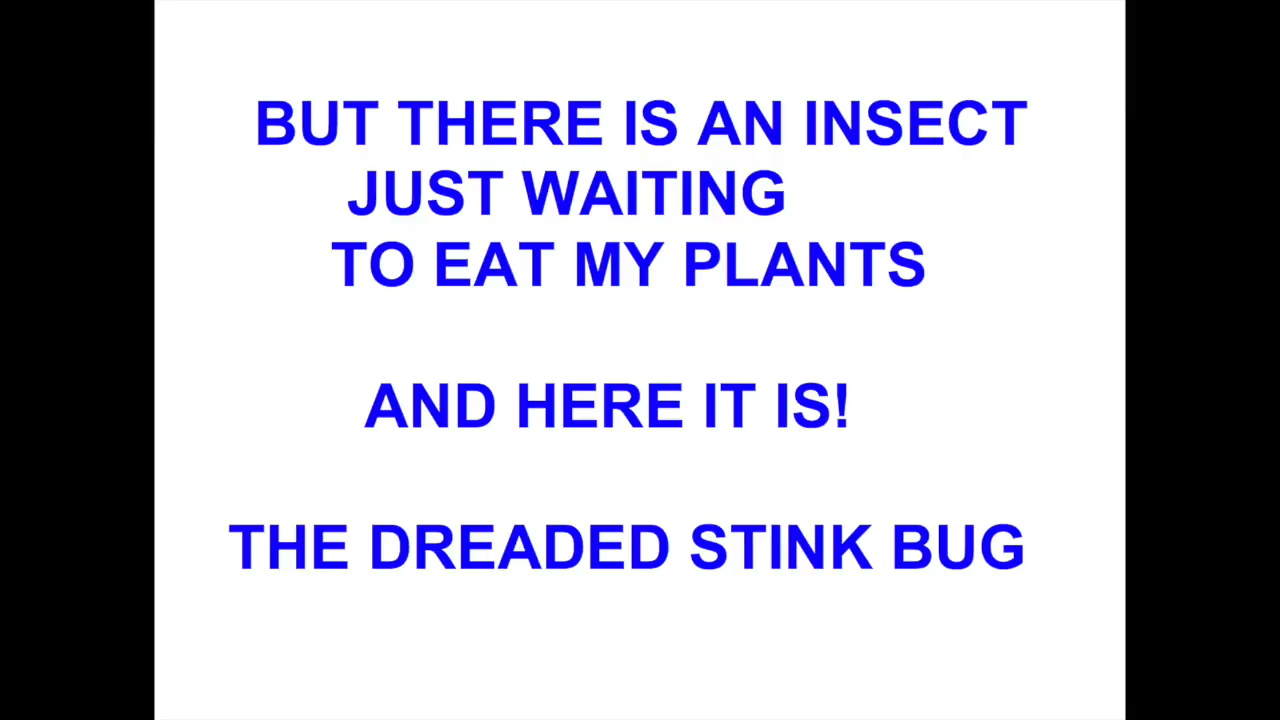 BUT THERE IS AN INSECT
JUST WAITING
TO EAT MY PLANTS
AND HERE IT IS!
THE DREADED STINK BUG